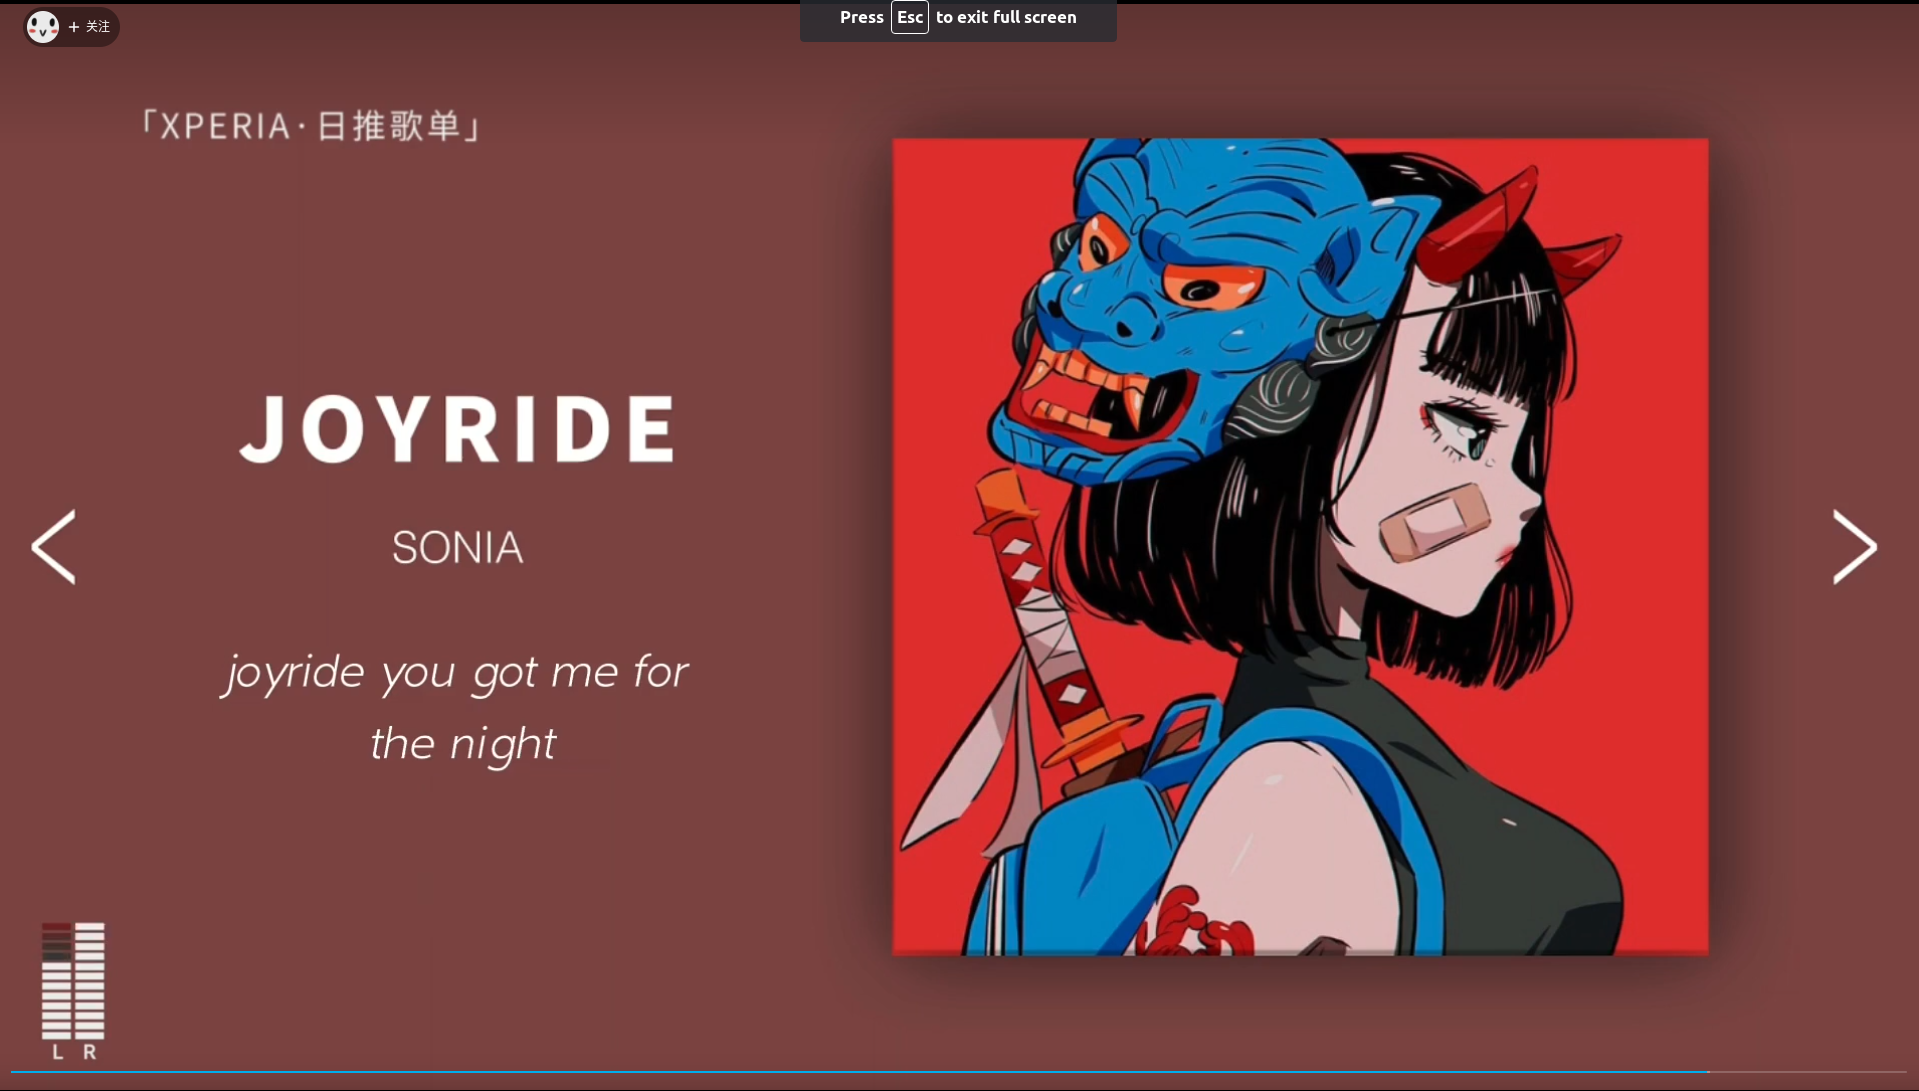 + 关注
Press Esc to exit full screen
「XPERIA·日推歌单」
JOYRIDE
SONIA
joyride you got me for
the night
L R